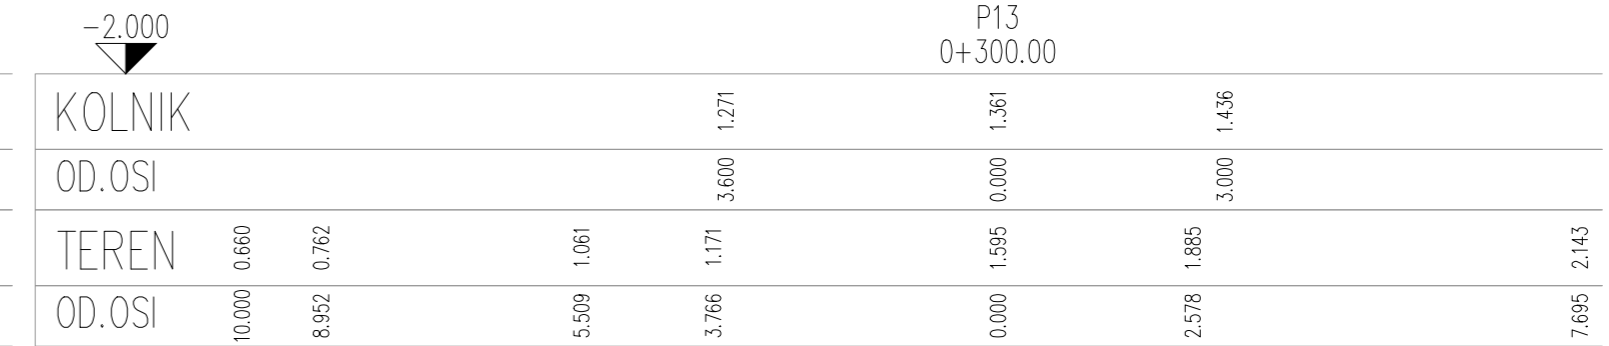 -2.000
P13
0+300.00
KOLNIK 1.271 1.361 1.436
OD.OSI 3.600 0.000 3.000
TEREN 0.660 0.762 1.061 1.171 1.595 1.885 2.143
OD.OSI 10.000 8.952 5.509 3.766 0.000 2.578 7.695